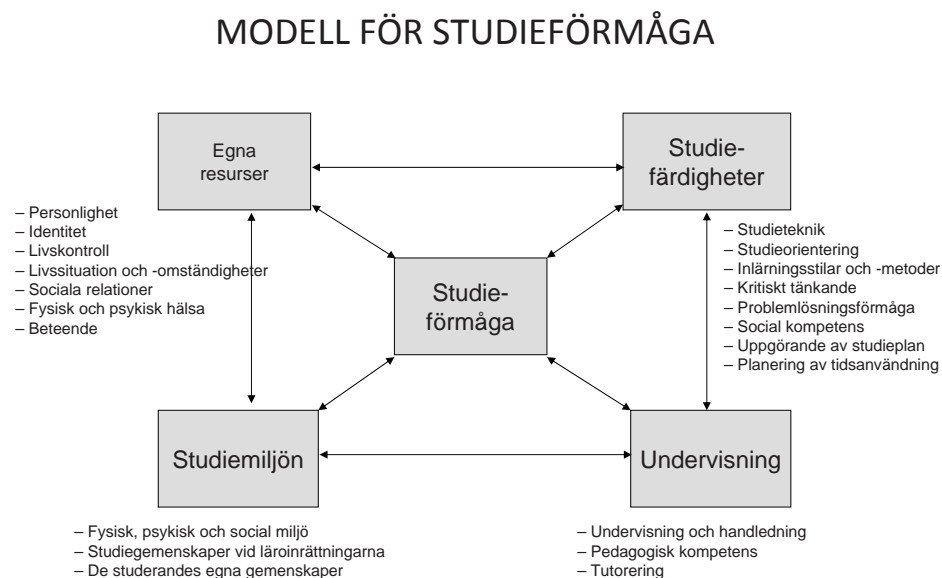 MODELL FÖR STUDIEFÖRMÅGA
Egna
resurser
Studie-
färdigheter
– Personlighet
– Identitet
– Livskontroll
– Livssituation och -omständigheter
– Sociala relationer
– Fysisk och psykisk hälsa
– Beteende
Studie-
förmåga
– Studieteknik
– Studieorientering
– Inlärningsstilar och -metoder
– Kritiskt tänkande
– Problemlösningsförmåga
– Social kompetens
– Uppgörande av studieplan
– Planering av tidsanvändning
Studiemiljön
Undervisning
– Fysisk, psykisk och social miljö
– Studiegemenskaper vid läroinrättningarna
– De studerandes egna gemenskaper
– Undervisning och handledning
– Pedagogisk kompetens
– Tutorering